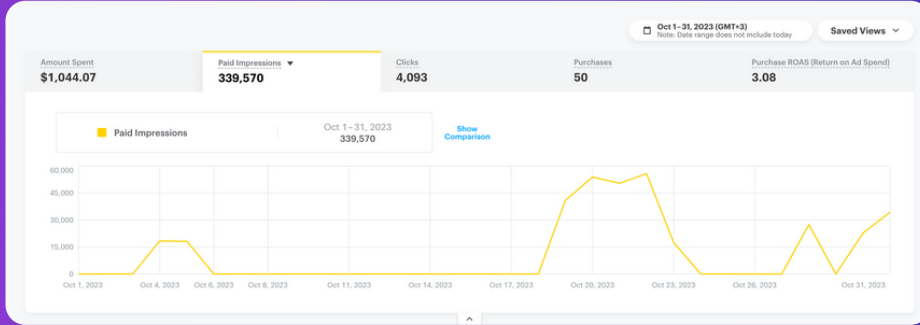 Oct 1–31, 2023 (GMT+3)
Note: Date range does not include today
Saved Views
Amount Spent
$1,044.07
Paid Impressions
339,570
Clicks
4,093
Purchases
50
Purchase ROAS (Return on Ad Spend)
3.08
Paid Impressions
Oct 1–31, 2023
339,570
Show
Comparison
60,000
45,000
30,000
15,000
0
Oct 1, 2023 Oct 4, 2023 Oct 6, 2023 Oct 8, 2023 Oct 11, 2023 Oct 14, 2023 Oct 17, 2023 Oct 20, 2023 Oct 23, 2023 Oct 26, 2023 Oct 31, 2023